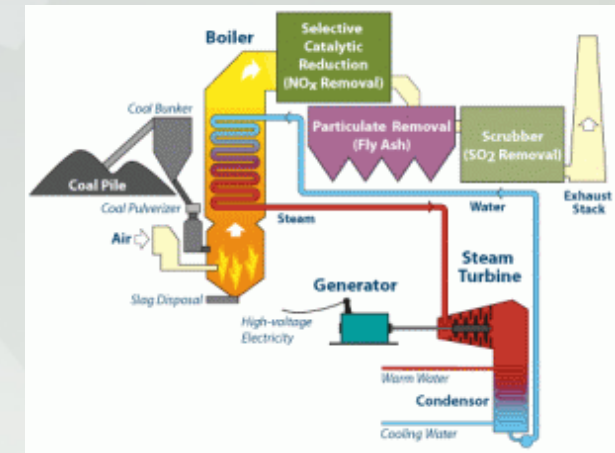 Boiler
Selective
Catalytic
Reduction
(NOx Removal)
Coal Bunker
Particulate Removal
(Fly Ash)
Scrubber
(SO2 Removal)
Coal Pile
Coal Pulverizer
Exhaust
Stack
Water
Steam
Air
Steam
Turbine
Generator
Slag Disposal
High-voltage
Electricity
Warm Water
Condensor
Cooling Water